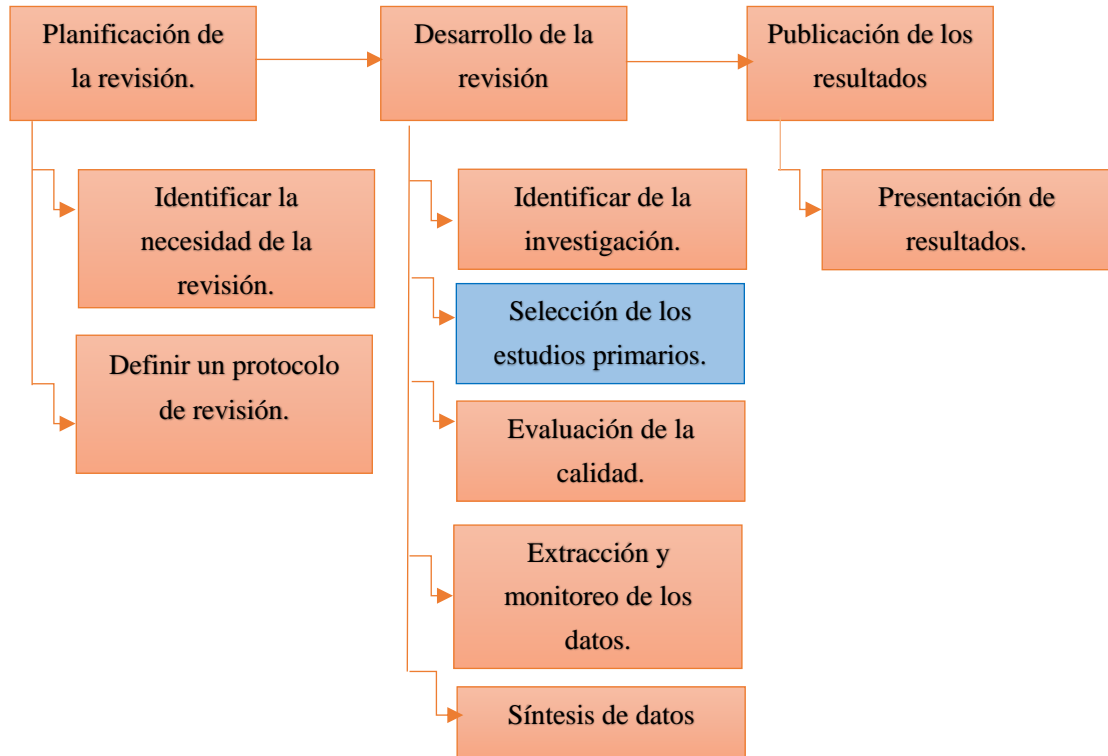 Planificación de
la revisión.
Desarrollo de la
revisión
Publicación de los
resultados
Identificar la
necesidad de la
revisión.
Definir un protocolo
de revisión.
Identificar de la
investigación.
Selección de los
estudios primarios.
Evaluación de la
calidad.
Extracción y
monitoreo de los
datos.
Síntesis de datos
Presentación de
resultados.